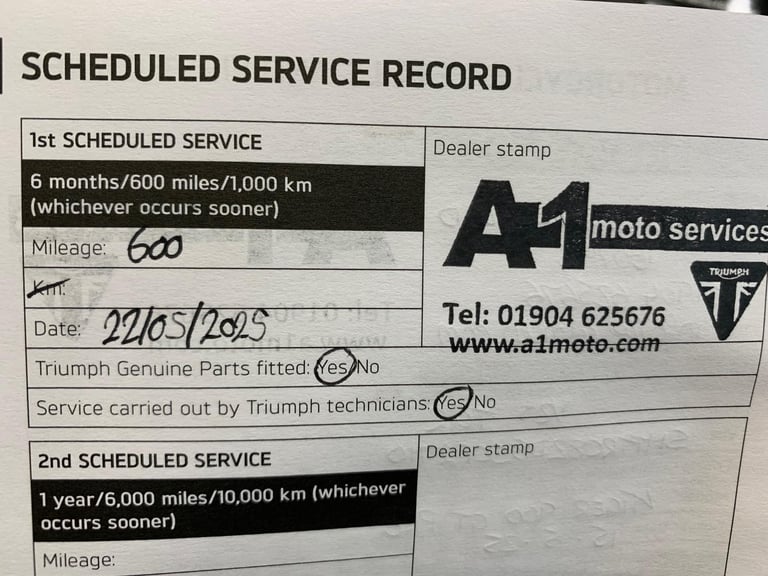 SCHEDULED SERVICE RECORD
1st SCHEDULED SERVICE
6 months/600 miles/1,000 km
(whichever occurs sooner)
Mileage: 600
Km:
Date: 22/05/2025
Dealer stamp
A-1 moto services
TRIUMPH
Tel: 01904 625676
www.a1moto.com
Triumph Genuine Parts fitted: Yes/No
Service carried out by Triumph technicians: Yes/No
2nd SCHEDULED SERVICE
1 year/6,000 miles/10,000 km (whichever
occurs sooner)
Mileage:
Dealer stamp